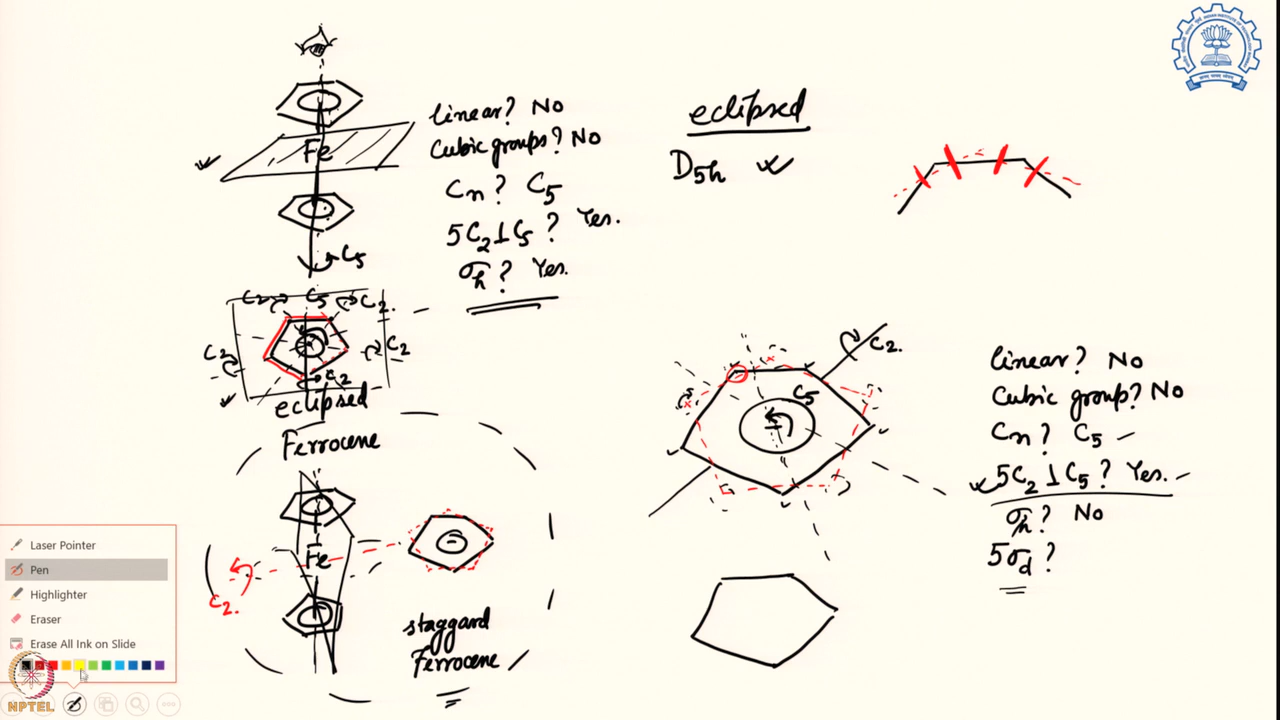 eclipsed
linear? No
Cubic groups? No
Cn? C5
5C2⊥C5? Yes.
σh? Yes.
D5h
Fe
C5
C2
C5
C2.
C2
C2
C2
eclipsed
Ferrocene
Fe
C2.
staggard
Ferrocene
C2.
C5
linear? No
Cubic group? No
Cn? C5
5C2⊥C5? Yes.
σh? No
5σd?
Laser Pointer
Pen
Highlighter
Eraser
Erase All Ink on Slide
NPTEL